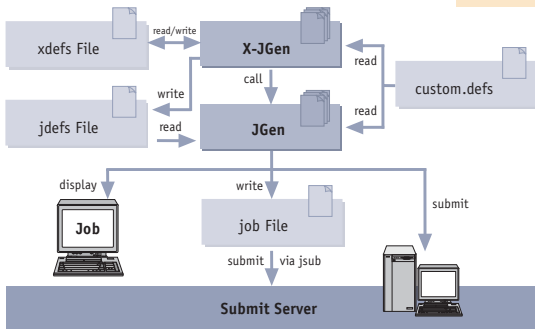 xdefs File
read/write
X-JGen
read
call
write
custom.defs
jdefs File
read
JGen
read
display
write
submit
Job
job File
submit via jsub
Submit Server